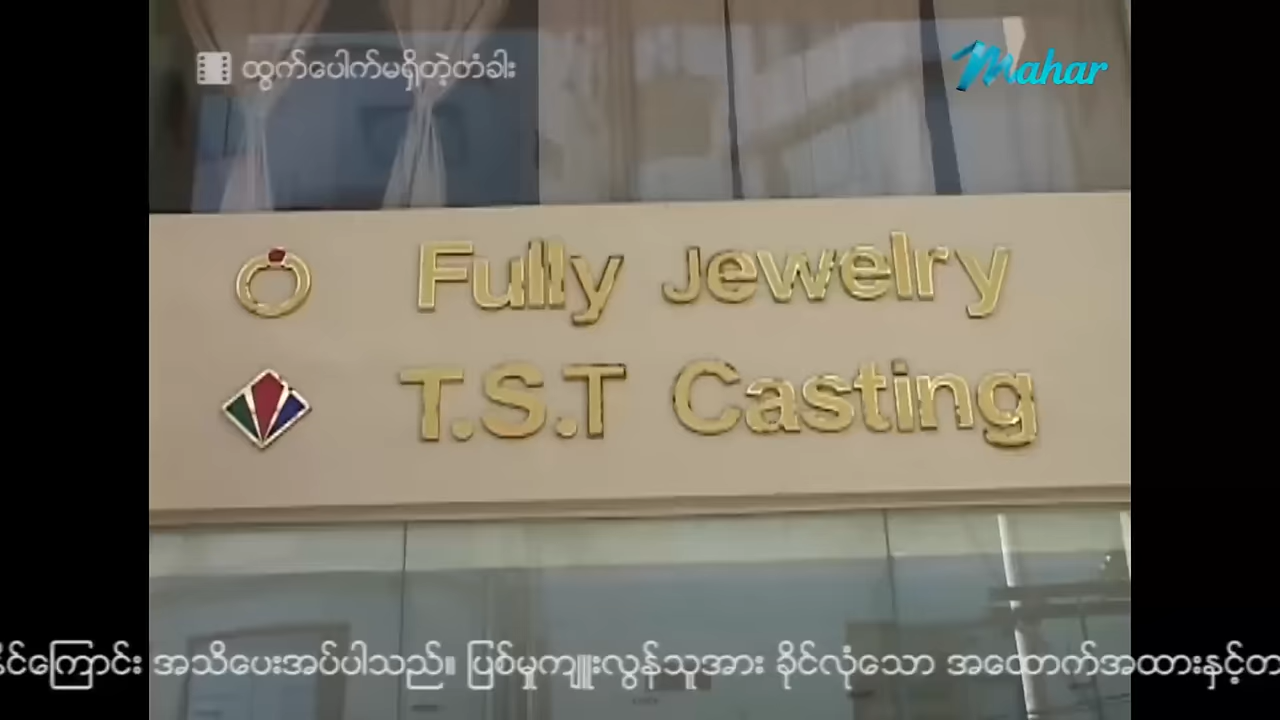 ထွက်ပေါက်မရှိတဲ့တံခါး
Mahar
Fully Jewelry
T.S.T Casting
နိုင်ကြောင်း အသိပေးအပ်ပါသည်။ ပြစ်မှုကျူးလွန်သူအား ခိုင်လုံသော အထောက်အထားနှင့်တ